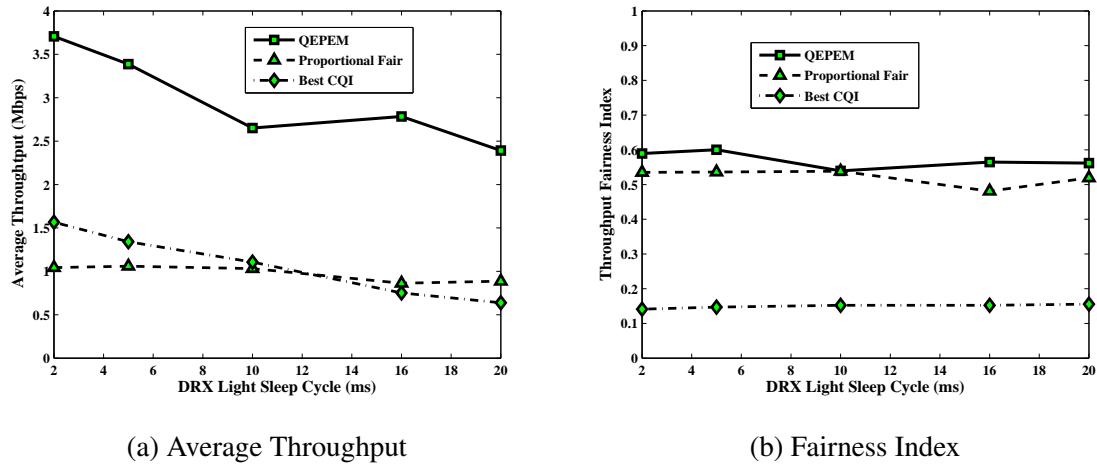 4
3.5
3
2.5
2
1.5
1
0.5
0
Average Throughtput (Mbps)
QEPEM
Proportional Fair
Best CQI
2 4 6 8 10 12 14 16 18 20
DRX Light Sleep Cycle (ms)
(a) Average Throughput
1
0.9
0.8
0.7
0.6
0.5
0.4
0.3
0.2
0.1
0
Throughput Fairness Index
QEPEM
Proportional Fair
Best CQI
2 4 6 8 10 12 14 16 18 20
DRX Light Sleep Cycle (ms)
(b) Fairness Index